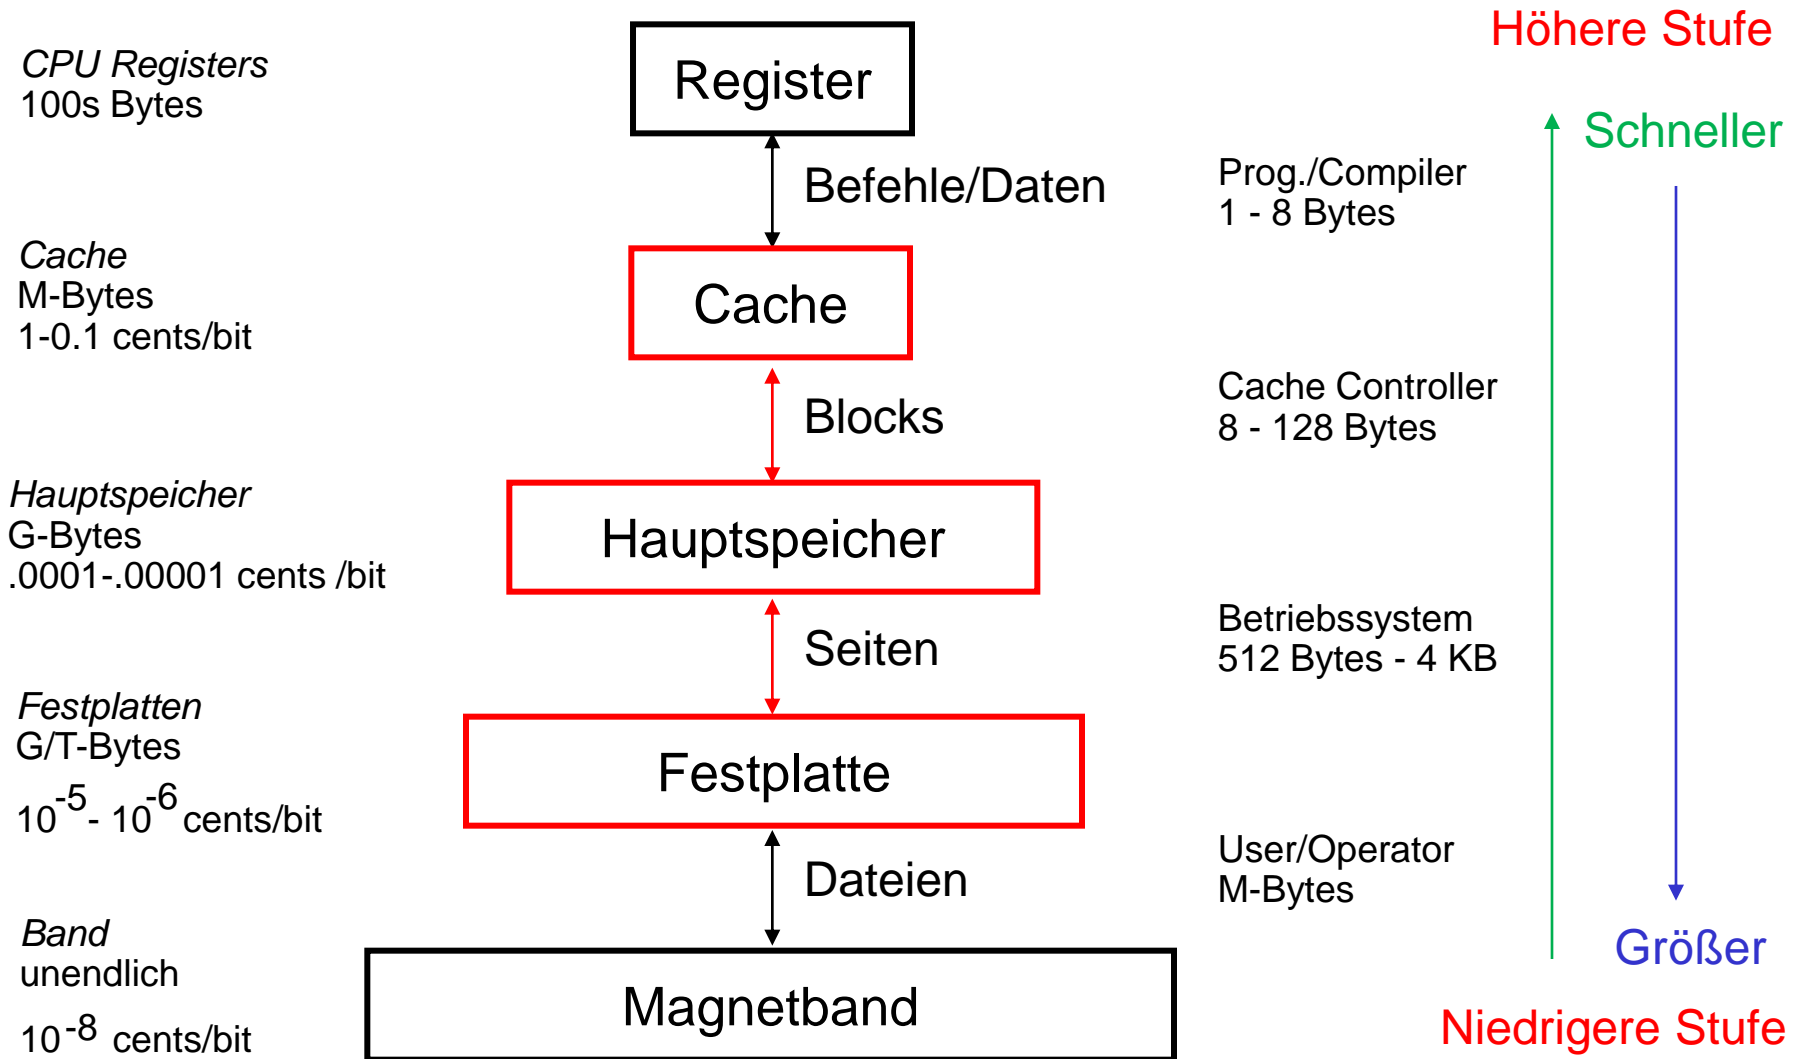 Höhere Stufe
CPU Registers
100s Bytes
Register
Schneller
Befehle/Daten
Prog./Compiler
1 - 8 Bytes
Cache
M-Bytes
1-0.1 cents/bit
Cache
Blocks
Cache Controller
8 - 128 Bytes
Hauptspeicher
G-Bytes
.0001-.00001 cents /bit
Hauptspeicher
Seiten
Betriebssystem
512 Bytes - 4 KB
Festplatten
G/T-Bytes
10^-5 - 10^-6 cents/bit
Festplatte
Dateien
User/Operator
M-Bytes
Größer
Band
unendlich
10^-8 cents/bit
Magnetband
Niedrigere Stufe